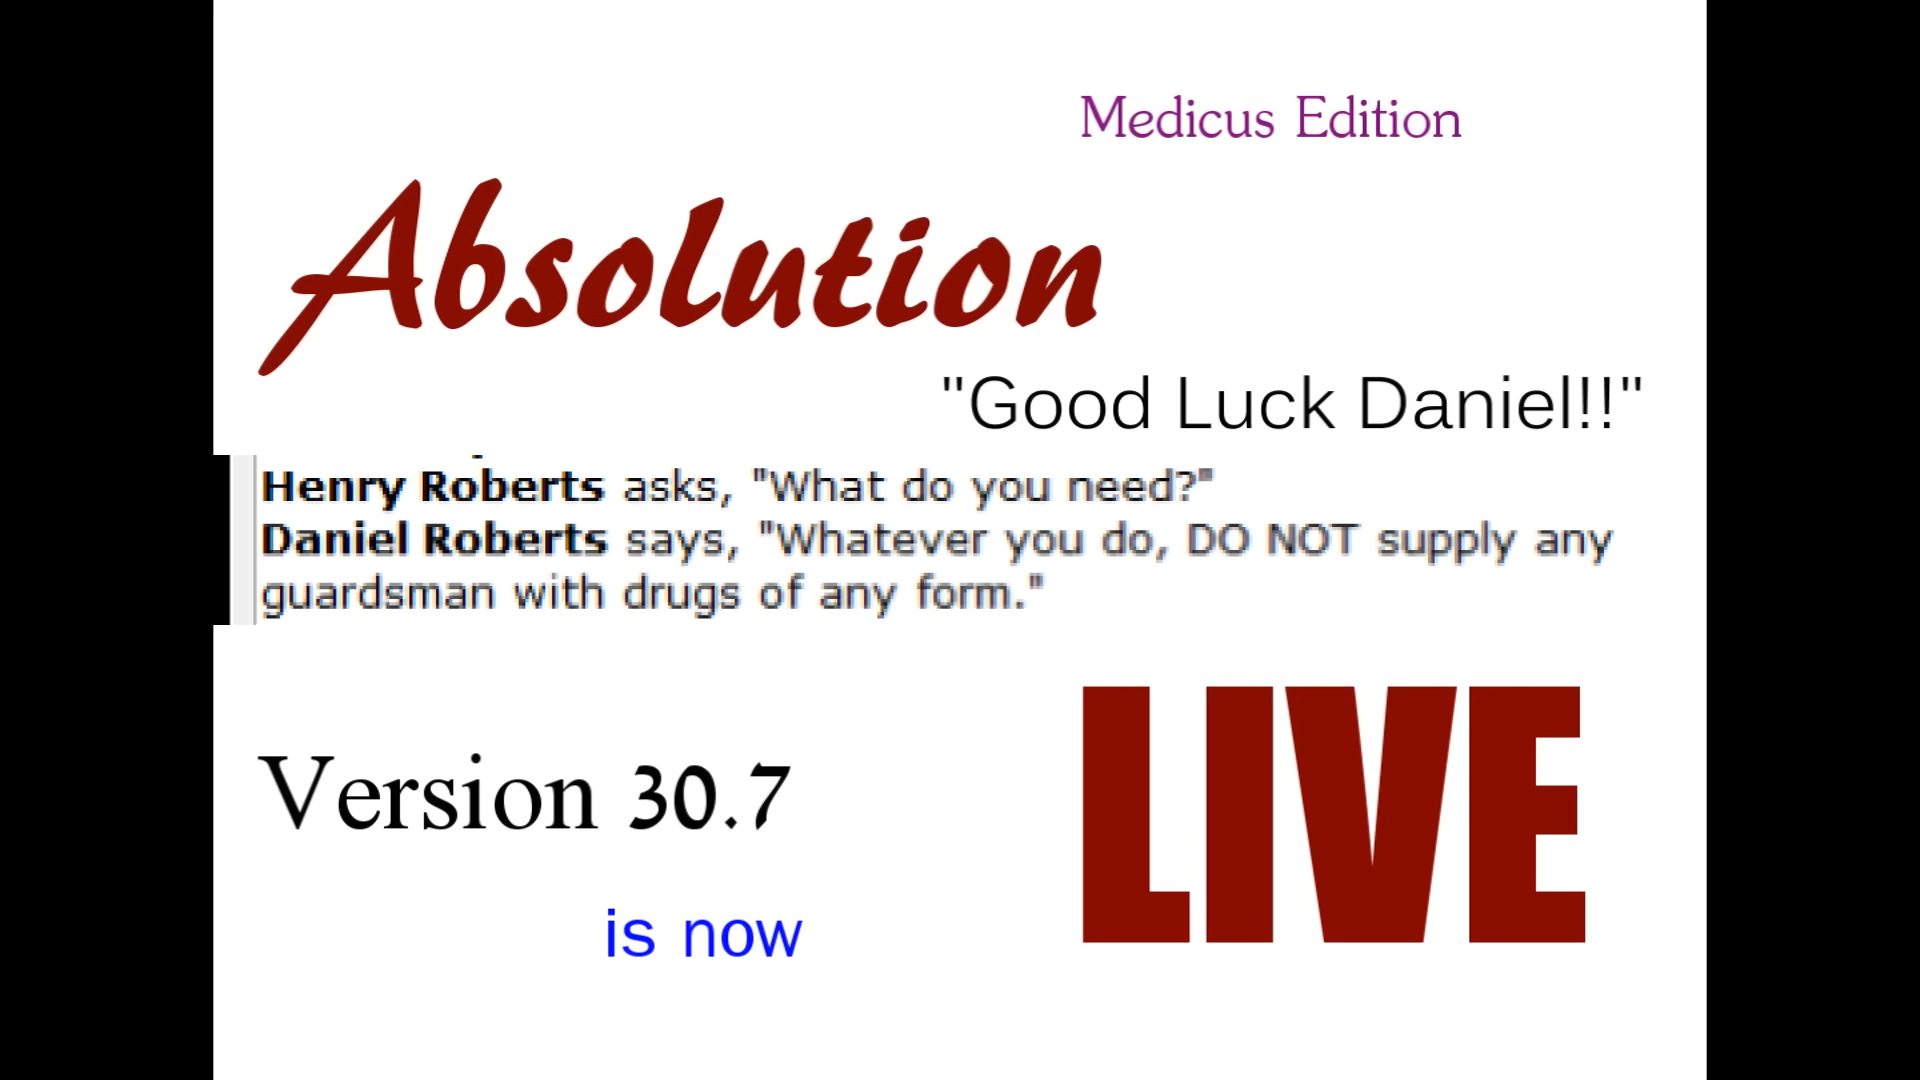 Medicus Edition
Absolution
"Good Luck Daniel!!"
Henry Roberts asks, "What do you need?"
Daniel Roberts says, "Whatever you do, DO NOT supply any
guardsman with drugs of any form."
Version 30.7
is now
LIVE